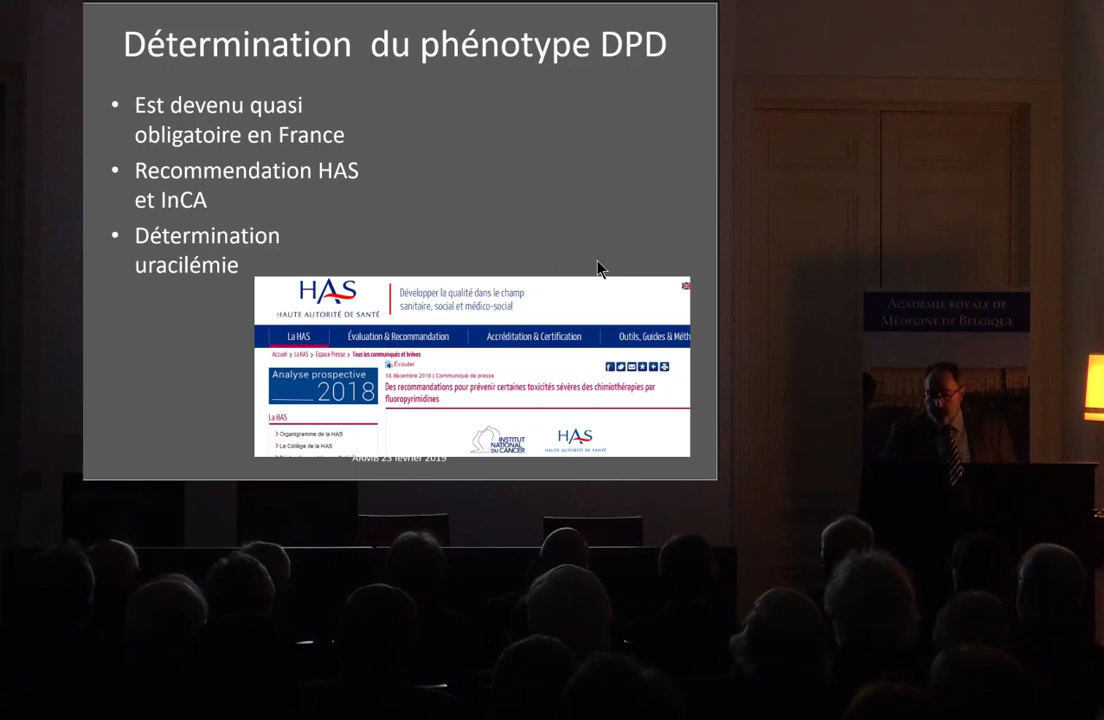 Détermination du phénotype DPD
• Est devenu quasi
obligatoire en France
• Recommendation HAS
et InCA
• Détermination
uracilémie
HAS
HAUTE AUTORITÉ DE SANTÉ
Développer la qualité dans le champ
sanitaire, social et médico-social
La HAS
Évaluation & Recommandation
Accréditation & Certification
Outils, Guides & Méth
Accueil > La HAS > Espace Presse > Tous les communiqués et brèves
Ecouter
18 décembre 2018 | Communiqué de presse
Des recommandations pour prévenir certaines toxicités sévères des chimiothérapies par
fluoropyrimidines
Analyse prospective
2018
La HAS
> Organigramme de la HAS
> Le Collège de la HAS
INSTITUT
NATIONAL
DU CANCER
HAS
HAUTE AUTORITÉ DE SANTÉ
ARMB 23 février 2019
Académie royale de
Médecine de Belgique